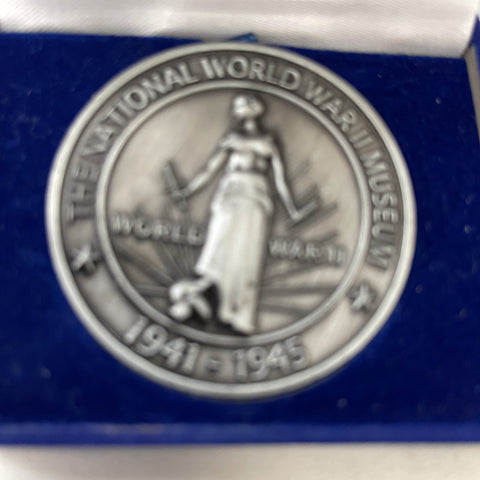 THE NATIONAL WORLD WAR II MUSEUM
WORLD WAR II
1941 - 1945